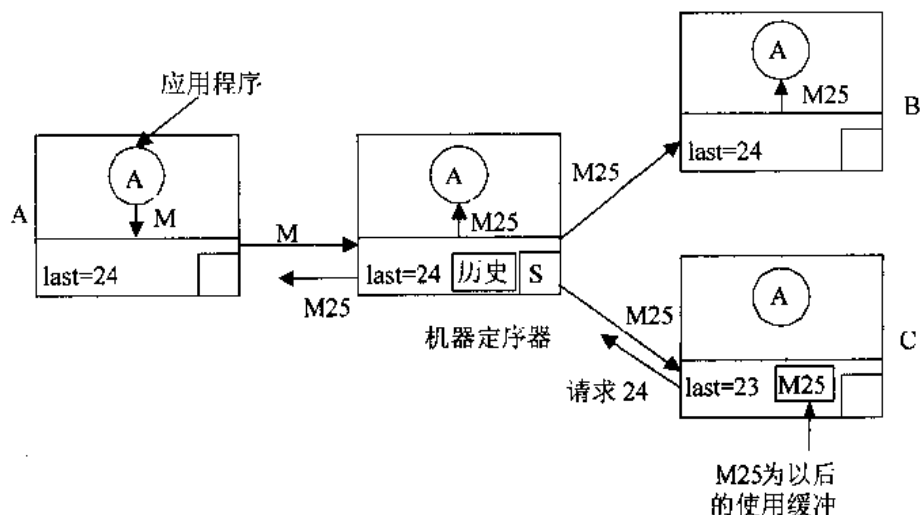 应用程序
A
M
A
last=24
M
M25
A
M25
last=24
历史
S
机器定序器
M25
A
M25
B
last=24
M25
请求 24
A
C
last=23
M25
M25为以后
的使用缓冲